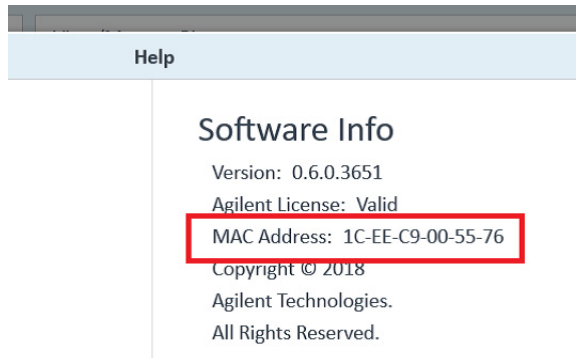 Help
Software Info
Version: 0.6.0.3651
Agilent License: Valid
MAC Address: 1C-EE-C9-00-55-76
Copyright © 2018
Agilent Technologies.
All Rights Reserved.